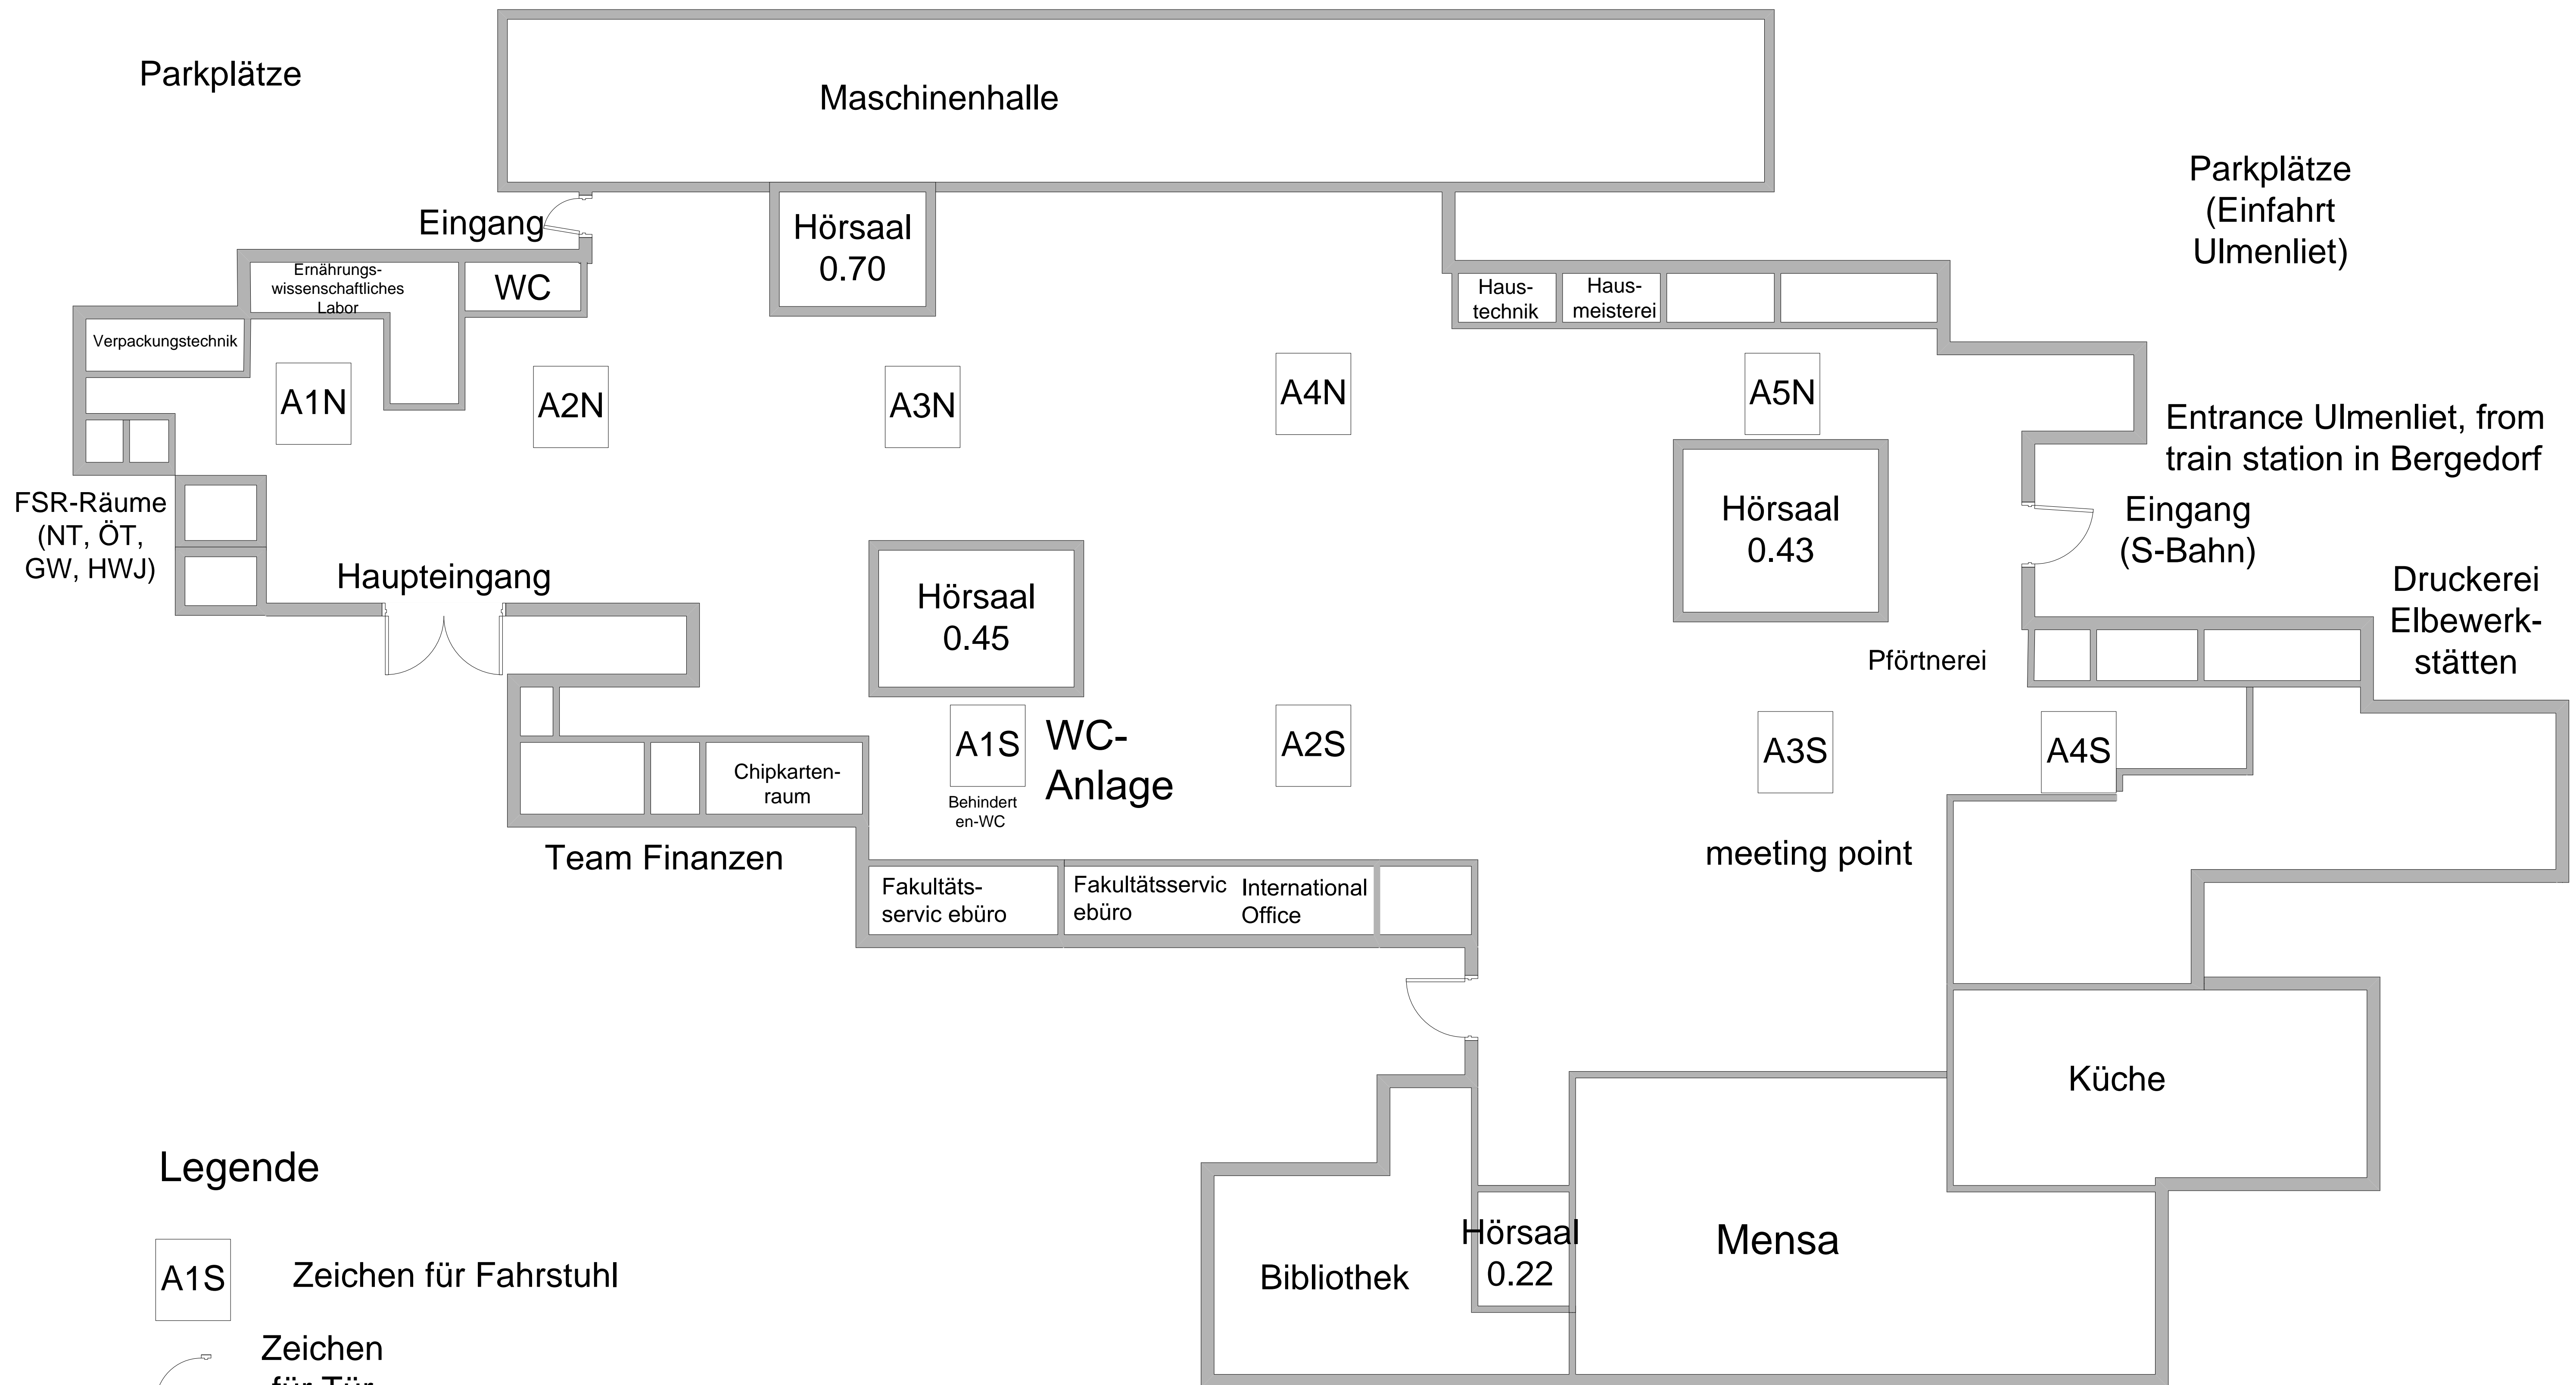 Parkplätze
Maschinenhalle
Parkplätze
(Einfahrt
Ulmenliet)
Eingang
Hörsaal
0.70
Ernährungs-
wissenschaftliches
Labor
WC
Haus-
technik
Haus-
meisterei
Verpackungstechnik
A1N
A2N
A3N
A4N
A5N
Entrance Ulmenliet, from
train station in Bergedorf
FSR-Räume
(NT, ÖT,
GW, HWJ)
Hörsaal
0.43
Eingang
(S-Bahn)
Haupteingang
Hörsaal
0.45
Druckerei
Elbewerk-
stätten
Pförtnerei
A1S
WC-
Anlage
A2S
A3S
A4S
Chipkarten-
raum
Behindert
en-WC
Team Finanzen
meeting point
Fakultäts-
servic ebüro
Fakultätsservic
ebüro
International
Office
Küche
Legende
Hörsaal
0.22
Mensa
Bibliothek
A1S
Zeichen für Fahrstuhl
Zeichen
für Tür